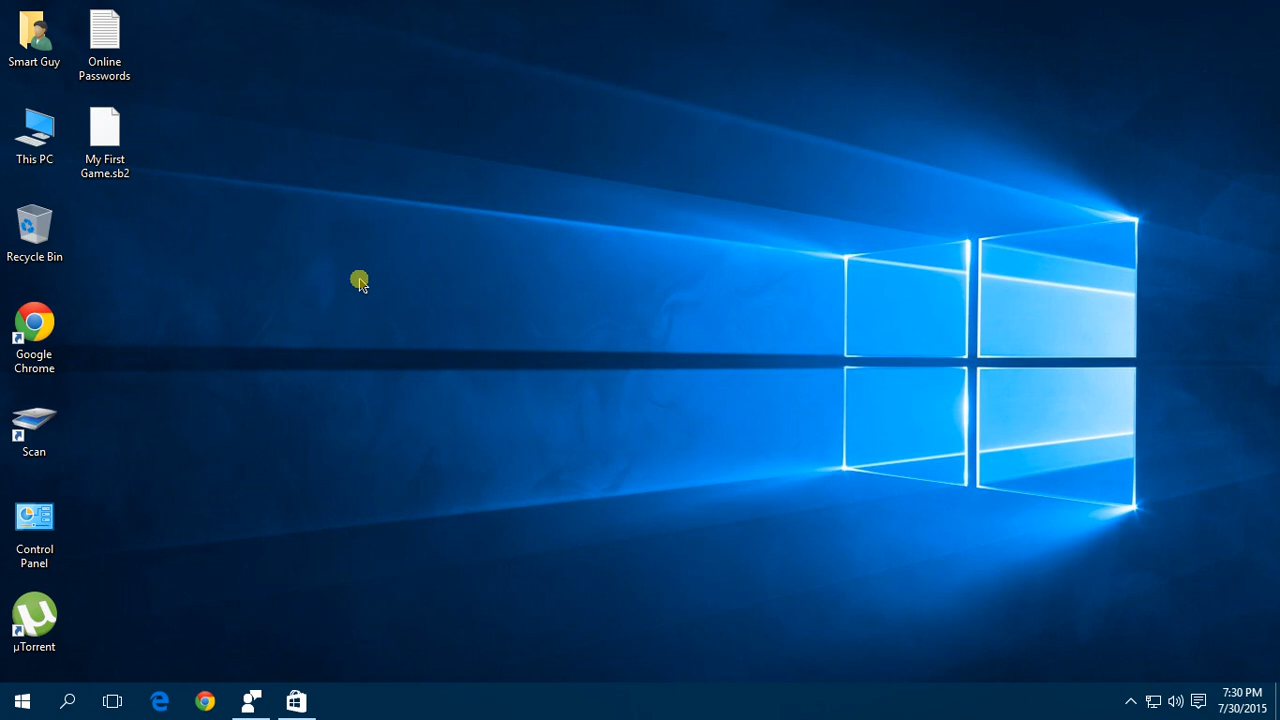 Smart Guy
Online
Passwords
This PC
My First
Game.sb2
Recycle Bin
Google
Chrome
Scan
Control
Panel
µTorrent
7:30 PM
7/30/2015